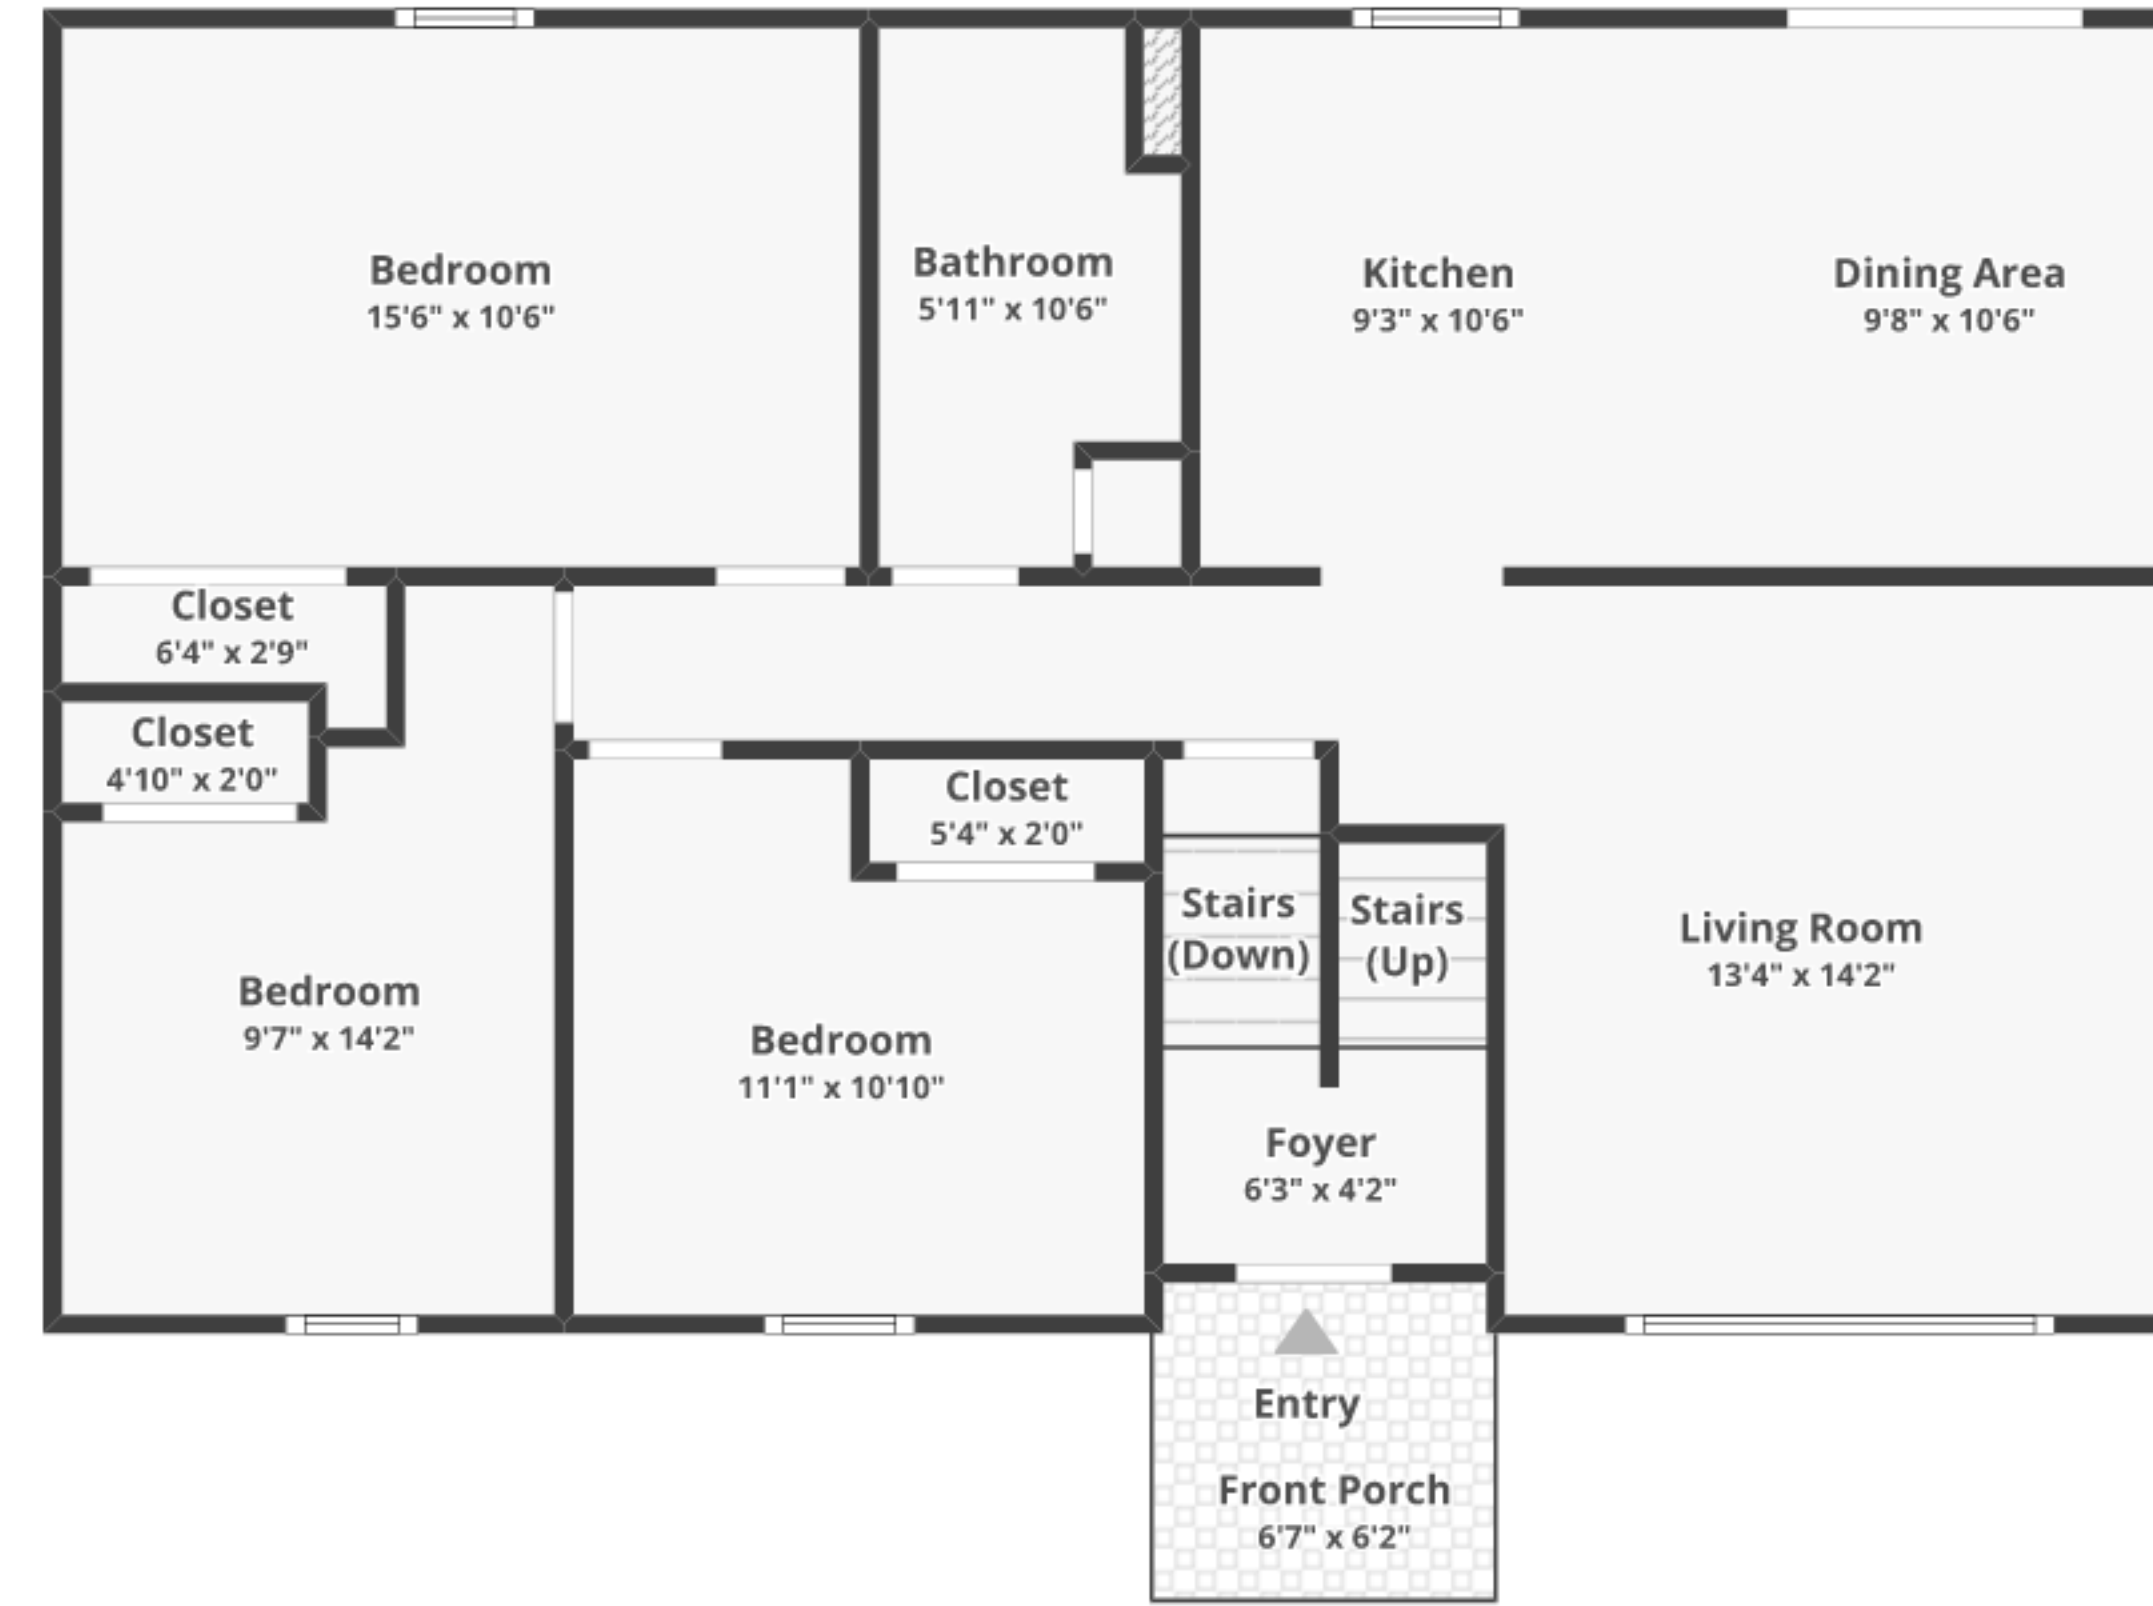 Bedroom
15'6" x 10'6"
Bathroom
5'11" x 10'6"
Kitchen
9'3" x 10'6"
Dining Area
9'8" x 10'6"
Closet
6'4" x 2'9"
Closet
4'10" x 2'0"
Closet
5'4" x 2'0"
Stairs
(Down)
Stairs
(Up)
Living Room
13'4" x 14'2"
Bedroom
9'7" x 14'2"
Bedroom
11'1" x 10'10"
Foyer
6'3" x 4'2"
Entry
Front Porch
6'7" x 6'2"